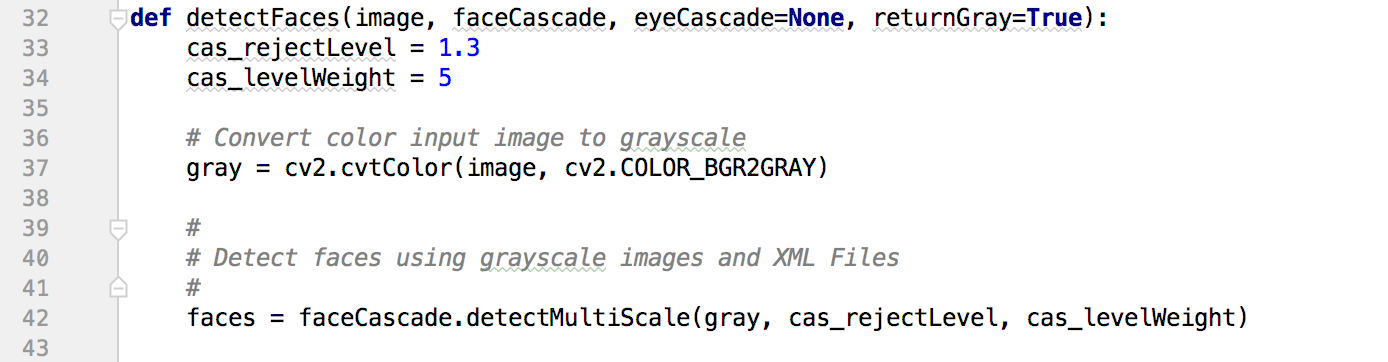 32 def detectFaces(image, faceCascade, eyeCascade=None, returnGray=True):
33     cas_rejectLevel = 1.3
34     cas_levelWeight = 5
35
36     # Convert color input image to grayscale
37     gray = cv2.cvtColor(image, cv2.COLOR_BGR2GRAY)
38
39     #
40     # Detect faces using grayscale images and XML Files
41     #
42     faces = faceCascade.detectMultiScale(gray, cas_rejectLevel, cas_levelWeight)
43